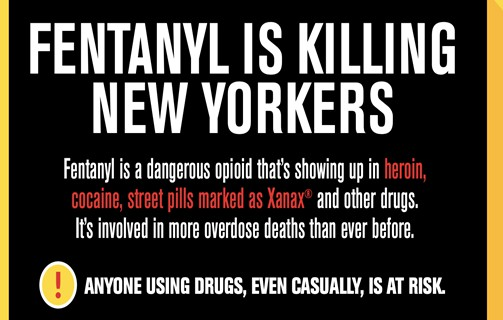 FENTANYL IS KILLING
NEW YORKERS
Fentanyl is a dangerous opioid that's showing up in heroin,
cocaine, street pills marked as Xanax® and other drugs.
It's involved in more overdose deaths than ever before.
! ANYONE USING DRUGS, EVEN CASUALLY, IS AT RISK.